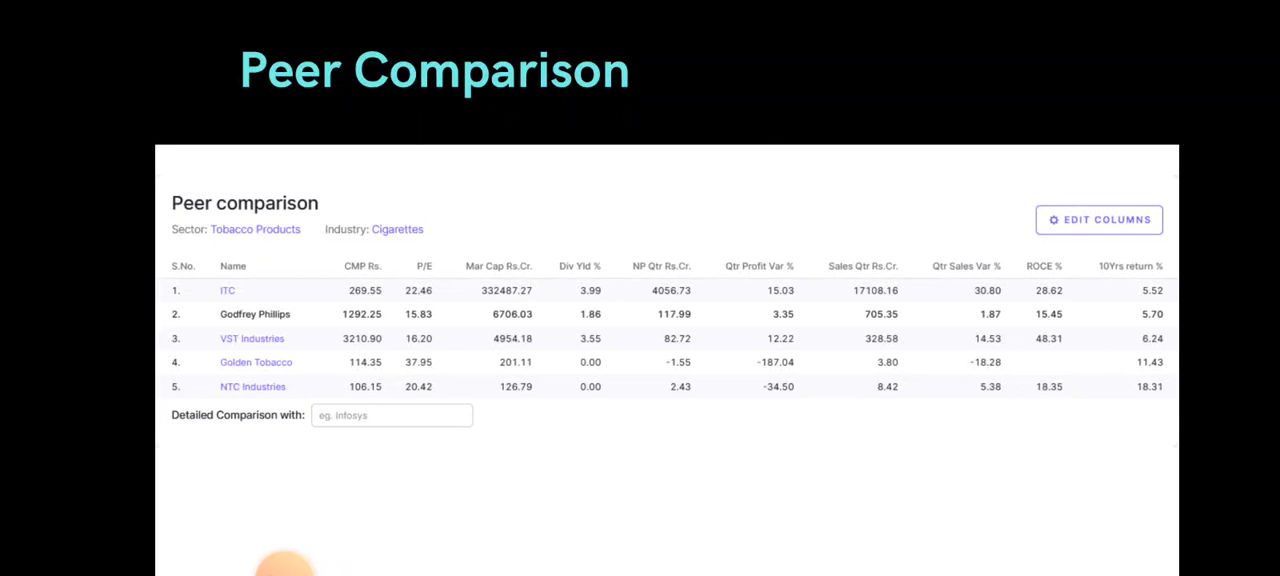 Peer Comparison
Peer comparison
Sector: Tobacco Products Industry: Cigarettes
EDIT COLUMNS
S.No. Name CMP Rs. P/E Mar Cap Rs.Cr. Div Yld % NP Qtr Rs.Cr. Qtr Profit Var % Sales Qtr Rs.Cr. Qtr Sales Var % ROCE % 10Yrs return %
1. ITC 269.55 22.46 332487.27 3.99 4056.73 15.03 17108.16 30.80 28.62 5.52
2. Godfrey Phillips 1292.25 15.83 6706.03 1.86 117.99 3.35 705.35 1.87 15.45 5.70
3. VST Industries 3210.90 16.20 4954.18 3.55 82.72 12.22 328.58 14.53 48.31 6.24
4. Golden Tobacco 114.35 37.95 201.11 0.00 -1.55 -187.04 3.80 -18.28 11.43
5. NTC Industries 106.15 20.42 126.79 0.00 2.43 -34.50 8.42 5.38 18.35 18.31
Detailed Comparison with: eg. Infosys